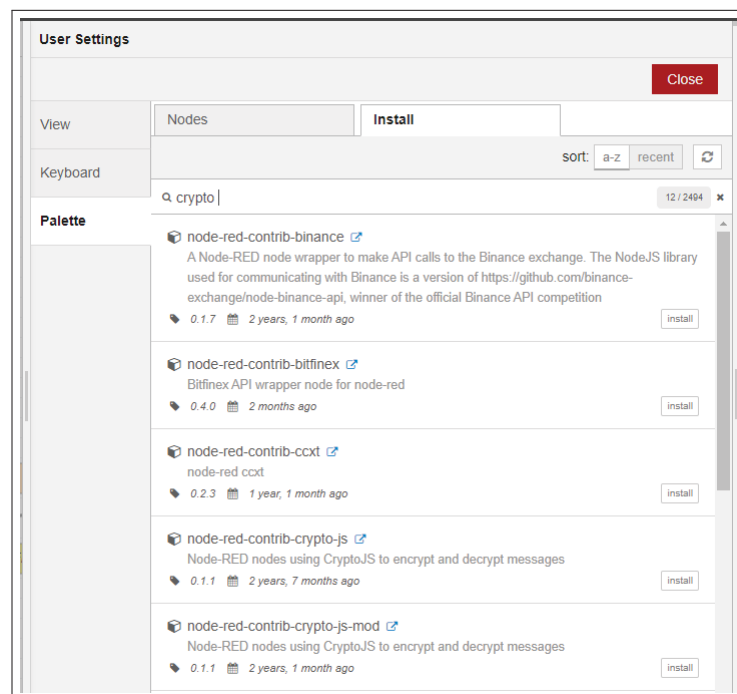 User Settings
Close
View
Keyboard
Palette
Nodes
Install
sort: a-z recent
crypto
12 / 2494
node-red-contrib-binance
A Node-RED node wrapper to make API calls to the Binance exchange. The NodeJS library
used for communicating with Binance is a version of https://github.com/binance-
exchange/node-binance-api, winner of the official Binance API competition
0.1.7 2 years, 1 month ago install
node-red-contrib-bitfinex
Bitfinex API wrapper node for node-red
0.4.0 2 months ago install
node-red-contrib-ccxt
node-red ccxt
0.2.3 1 year, 1 month ago install
node-red-contrib-crypto-js
Node-RED nodes using CryptoJS to encrypt and decrypt messages
0.1.1 2 years, 7 months ago install
node-red-contrib-crypto-js-mod
Node-RED nodes using CryptoJS to encrypt and decrypt messages
0.1.1 2 years, 1 month ago install